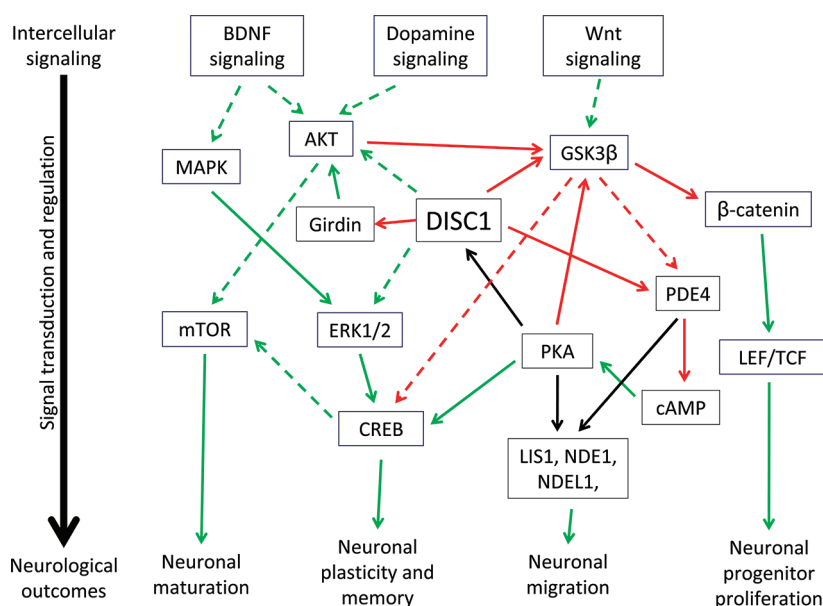 Intercellular
signaling
BDNF
signaling
Dopamine
signaling
Wnt
signaling
Signal transduction and regulation
AKT
MAPK
GSK3β
Girdin
DISC1
β-catenin
PDE4
mTOR
ERK1/2
PKA
LEF/TCF
cAMP
CREB
LIS1, NDE1,
NDEL1,
Neurological
outcomes
Neuronal
maturation
Neuronal
plasticity and
memory
Neuronal
migration
Neuronal
progenitor
proliferation